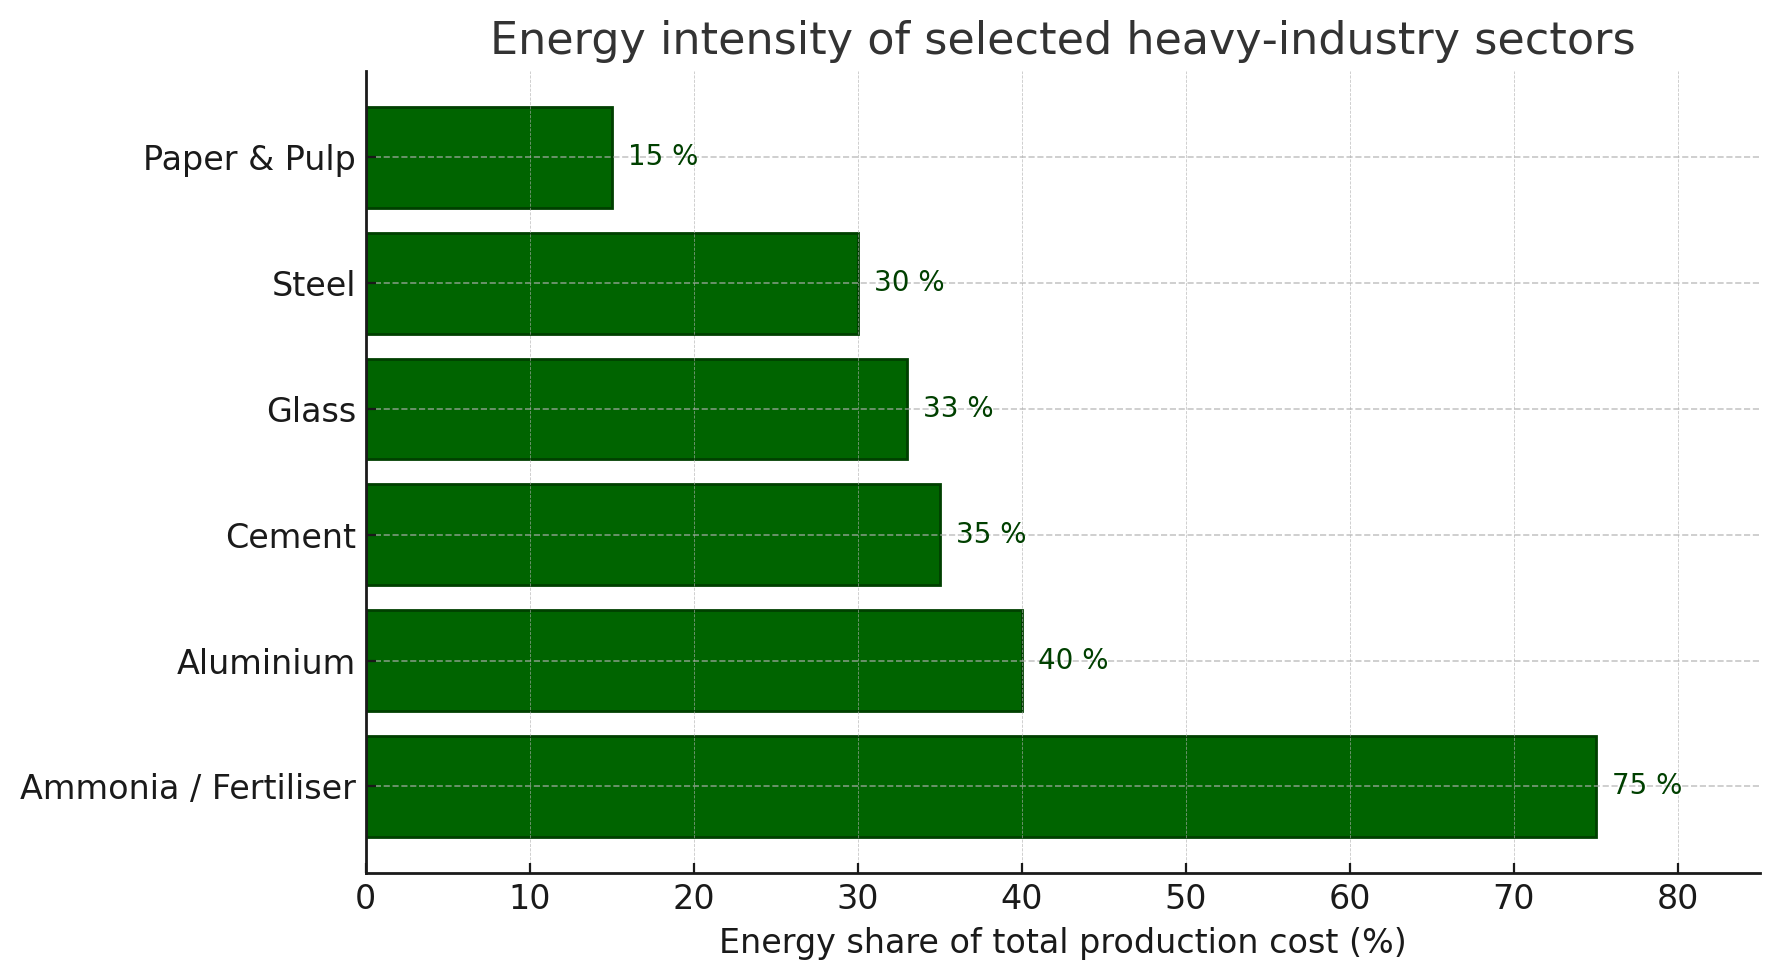 Energy intensity of selected heavy-industry sectors
Paper & Pulp
15 %
Steel
30 %
Glass
33 %
Cement
35 %
Aluminium
40 %
Ammonia / Fertiliser
75 %
0 10 20 30 40 50 60 70 80
Energy share of total production cost (%)